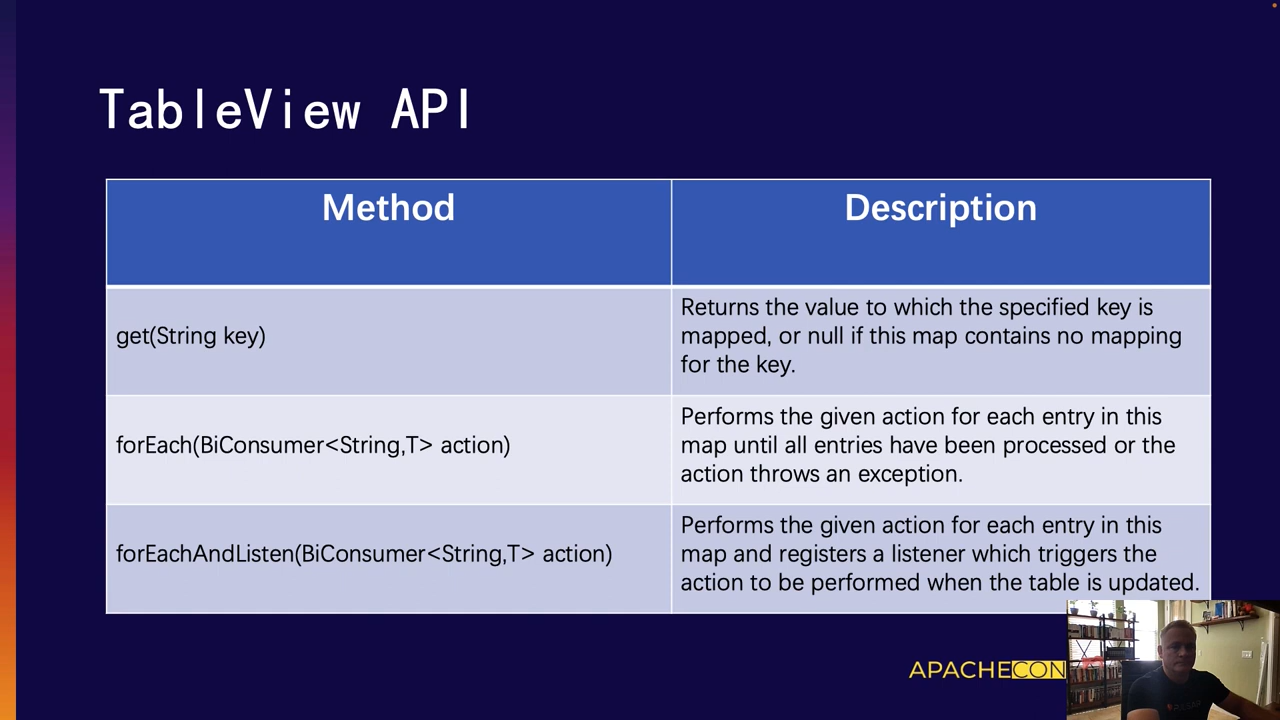 TableView API
Method
Description
get(String key)
Returns the value to which the specified key is
mapped, or null if this map contains no mapping
for the key.
forEach(BiConsumer<String,T> action)
Performs the given action for each entry in this
map until all entries have been processed or the
action throws an exception.
forEachAndListen(BiConsumer<String,T> action)
Performs the given action for each entry in this
map and registers a listener which triggers the
action to be performed when the table is updated.
APACHECON